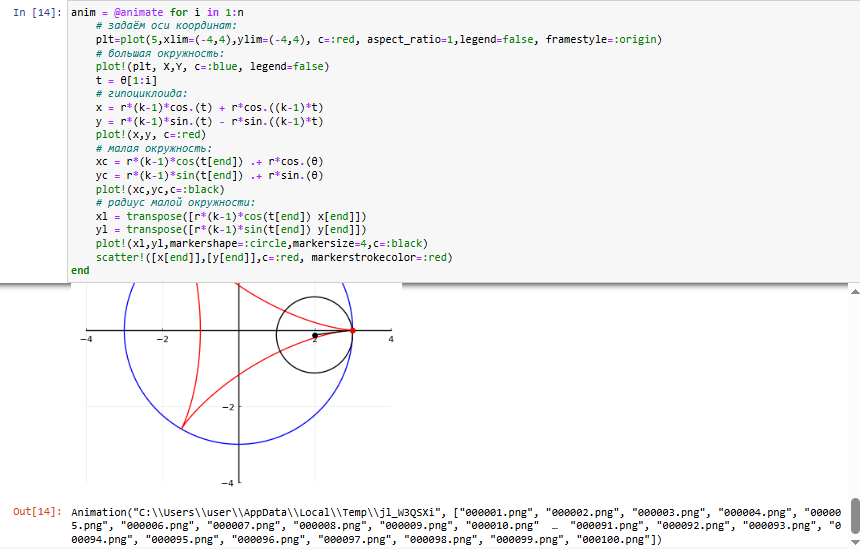 In [14]: anim = @animate for i in 1:n
# задаём оси координат:
plt=plot(5,xlim=(-4,4),ylim=(-4,4), c=:red, aspect_ratio=1,legend=false, framestyle=:origin)
# большая окружность:
plot!(plt, X,Y, c=:blue, legend=false)
t = θ[1:i]
# гипоциклоида:
x = r*(k-1)*cos.(t) + r*cos.((k-1)*t)
y = r*(k-1)*sin.(t) - r*sin.((k-1)*t)
plot!(x,y, c=:red)
# малая окружность:
xc = r*(k-1)*cos(t[end]) .+ r*cos.(θ)
yc = r*(k-1)*sin(t[end]) .+ r*sin.(θ)
plot!(xc,yc,c=:black)
# радиус малой окружности:
xl = transpose([r*(k-1)*cos(t[end]) x[end]])
yl = transpose([r*(k-1)*sin(t[end]) y[end]])
plot!(xl,yl,markershape=:circle,markersize=4,c=:black)
scatter!([x[end]],[y[end]],c=:red, markerstrokecolor=:red)
end
−4 −2 2 4
−2
−4
Out[14]: Animation("C:\\Users\\user\\AppData\\Local\\Temp\\jl_W3QSXi", ["000001.png", "000002.png", "000003.png", "000004.png", "00000
5.png", "000006.png", "000007.png", "000008.png", "000009.png", "000010.png" … "000091.png", "000092.png", "000093.png", "0
00094.png", "000095.png", "000096.png", "000097.png", "000098.png", "000099.png", "000100.png"])